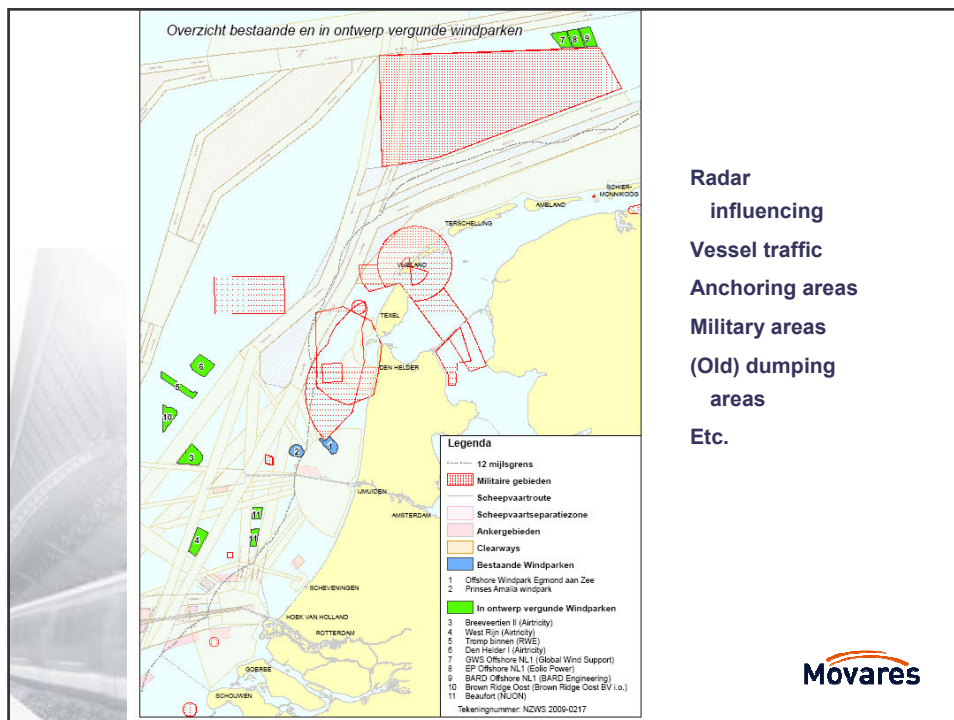 Overzicht bestaande en in ontwerp vergunde windparken
7 8 9
SCHIER-
MONNIKOOG
AMELAND
TERSCHELLING
VLIELAND
TEXEL
DEN HELDER
6
5
10
3
2
1
IJMUIDEN
AMSTERDAM
11
11
4
SCHEVENINGEN
HOEK VAN HOLLAND
ROTTERDAM
GOEREE
SCHOUWEN
Legenda
12 mijlsgrens
Militaire gebieden
Scheepvaartroute
Scheepvaartseparatiezone
Ankergebieden
Clearways
Bestaande Windparken
1 Offshore Windpark Egmond aan Zee
2 Prinses Amalia windpark
In ontwerp vergunde Windparken
3 Breeveertien II (Airtricity)
4 West Rijn (Airtricity)
5 Tromp binnen (RWE)
6 Den Helder I (Airtricity)
7 GWS Offshore NL1 (Global Wind Support)
8 EP Offshore NL1 (Eolic Power)
9 BARD Offshore NL1 (BARD Engineering)
10 Brown Ridge Oost (Brown Ridge Oost BV i.o.)
11 Beaufort (NUON)
Tekeningnummer: NZWS 2009-0217
Radar
influencing
Vessel traffic
Anchoring areas
Military areas
(Old) dumping
areas
Etc.
Movares